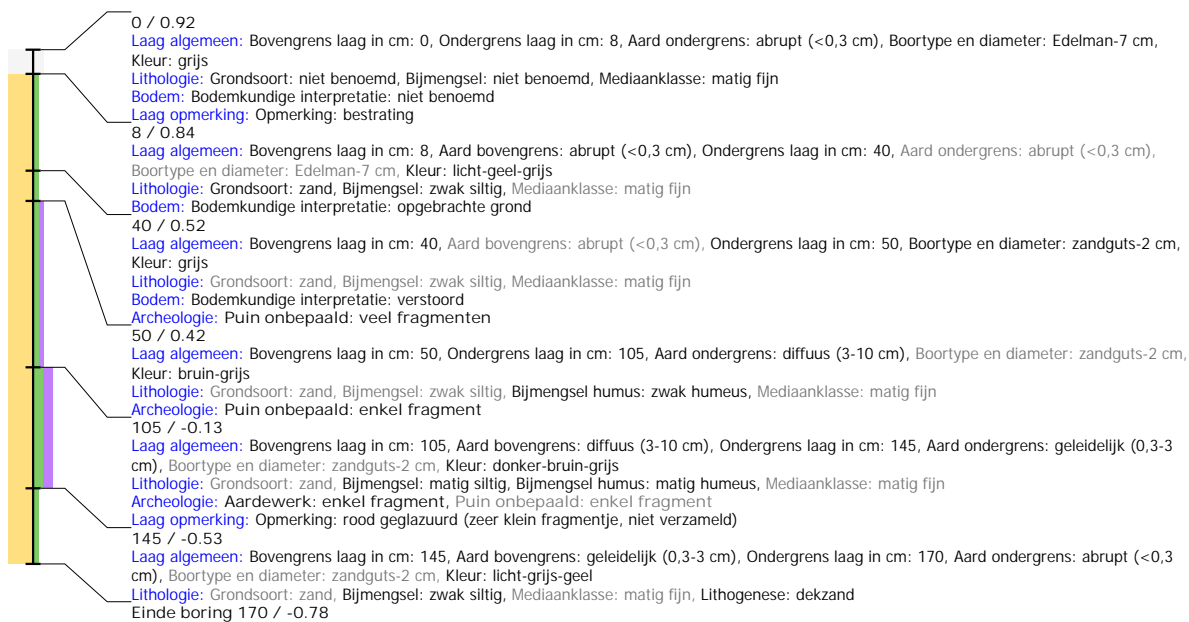 0 / 0.92
Laag algemeen: Bovengrens laag in cm: 0, Ondergrens laag in cm: 8, Aard ondergrens: abrupt (<0,3 cm), Boortype en diameter: Edelman-7 cm,
Kleur: grijs
Lithologie: Grondsoort: niet benoemd, Bijmengsel: niet benoemd, Mediaanklasse: matig fijn
Bodem: Bodemkundige interpretatie: niet benoemd
Laag opmerking: Opmerking: bestrating
8 / 0.84
Laag algemeen: Bovengrens laag in cm: 8, Aard bovengrens: abrupt (<0,3 cm), Ondergrens laag in cm: 40, Aard ondergrens: abrupt (<0,3 cm),
Boortype en diameter: Edelman-7 cm, Kleur: licht-geel-grijs
Lithologie: Grondsoort: zand, Bijmengsel: zwak siltig, Mediaanklasse: matig fijn
Bodem: Bodemkundige interpretatie: opgebrachte grond
40 / 0.52
Laag algemeen: Bovengrens laag in cm: 40, Aard bovengrens: abrupt (<0,3 cm), Ondergrens laag in cm: 50, Boortype en diameter: zandguts-2 cm,
Kleur: grijs
Lithologie: Grondsoort: zand, Bijmengsel: zwak siltig, Mediaanklasse: matig fijn
Bodem: Bodemkundige interpretatie: verstoord
Archeologie: Puin onbepaald: veel fragmenten
50 / 0.42
Laag algemeen: Bovengrens laag in cm: 50, Ondergrens laag in cm: 105, Aard ondergrens: diffuus (3-10 cm), Boortype en diameter: zandguts-2 cm,
Kleur: bruin-grijs
Lithologie: Grondsoort: zand, Bijmengsel: zwak siltig, Bijmengsel humus: zwak humeus, Mediaanklasse: matig fijn
Archeologie: Puin onbepaald: enkel fragment
105 / -0.13
Laag algemeen: Bovengrens laag in cm: 105, Aard bovengrens: diffuus (3-10 cm), Ondergrens laag in cm: 145, Aard ondergrens: geleidelijk (0,3-3
cm), Boortype en diameter: zandguts-2 cm, Kleur: donker-bruin-grijs
Lithologie: Grondsoort: zand, Bijmengsel: matig siltig, Bijmengsel humus: matig humeus, Mediaanklasse: matig fijn
Archeologie: Aardewerk: enkel fragment, Puin onbepaald: enkel fragment
Laag opmerking: Opmerking: rood geglazuurd (zeer klein fragmentje, niet verzameld)
145 / -0.53
Laag algemeen: Bovengrens laag in cm: 145, Aard bovengrens: geleidelijk (0,3-3 cm), Ondergrens laag in cm: 170, Aard ondergrens: abrupt (<0,3
cm), Boortype en diameter: zandguts-2 cm, Kleur: licht-grijs-geel
Lithologie: Grondsoort: zand, Bijmengsel: zwak siltig, Mediaanklasse: matig fijn, Lithogenese: dekzand
Einde boring 170 / -0.78